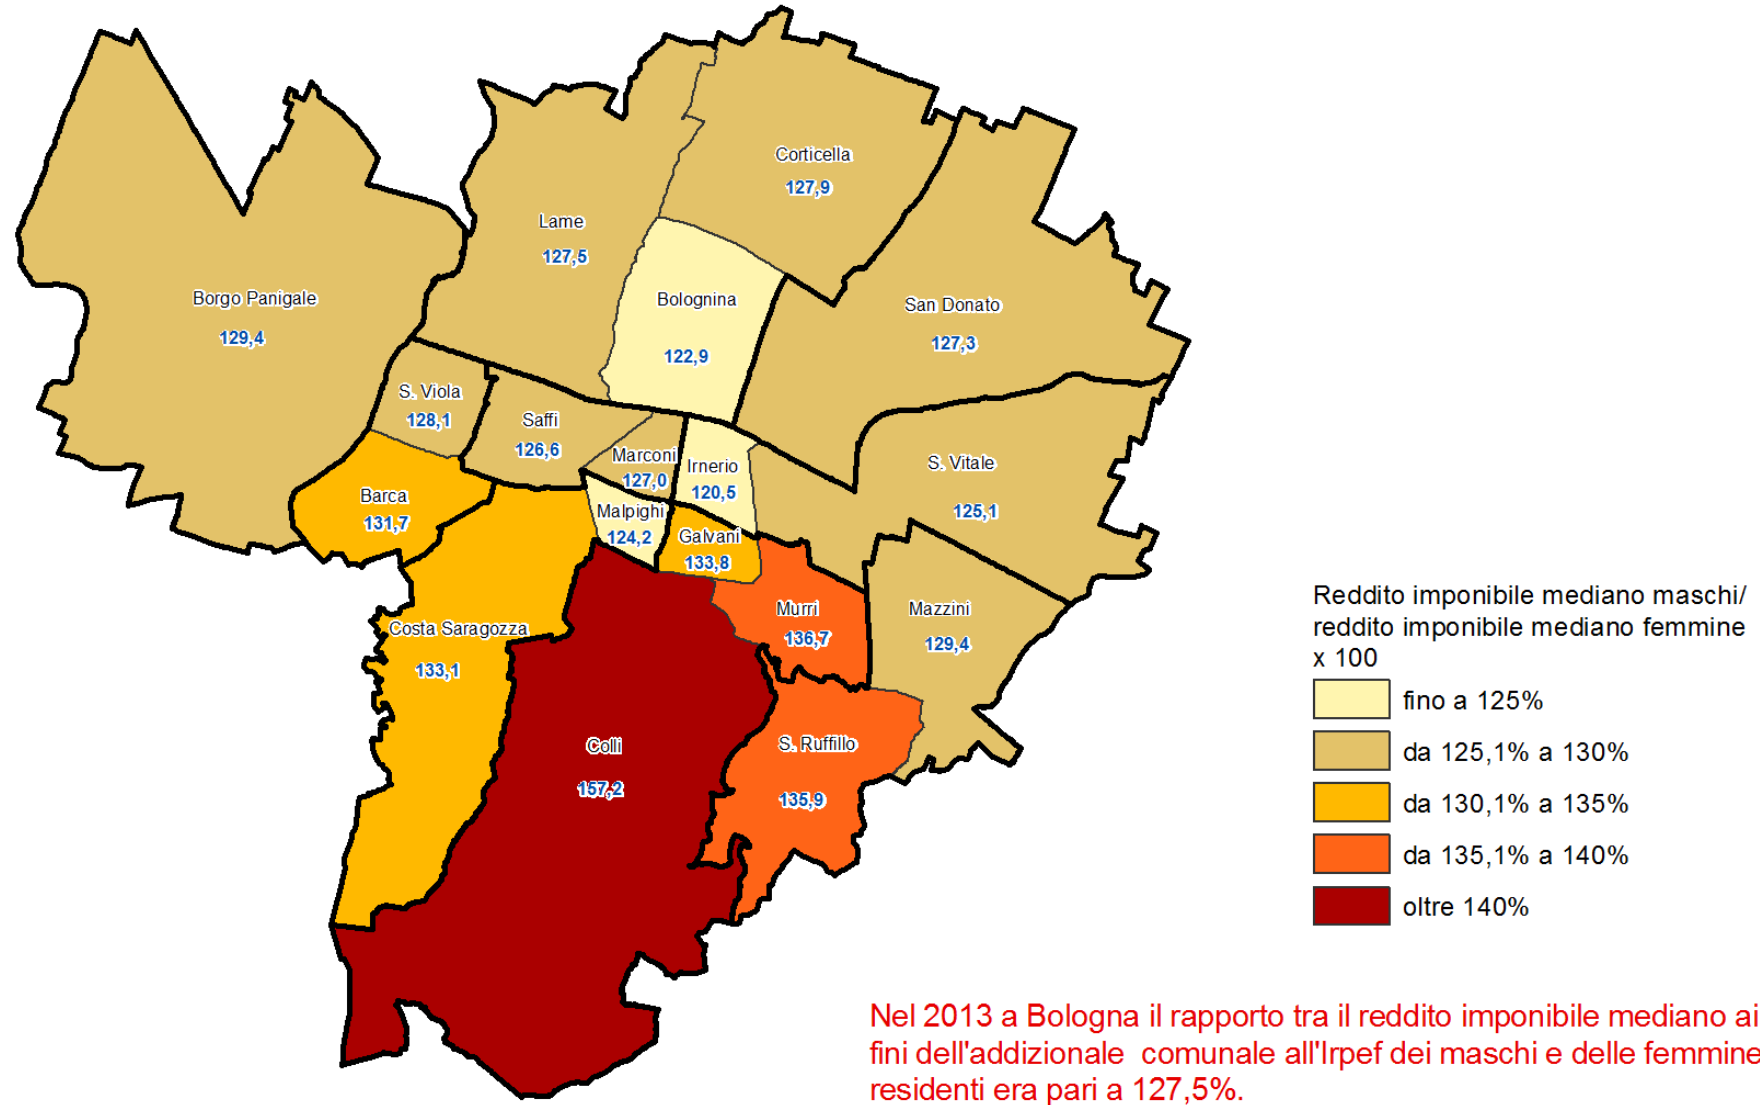 Corticella
127,9
Lame
127,5
Borgo Panigale
129,4
Bolognina
122,9
San Donato
127,3
S. Viola
128,1
Saffi
126,6
Marconi
127,0
Irnerio
120,5
S. Vitale
125,1
Barca
131,7
Malpighi
124,2
Galvani
133,8
Costa Saragozza
133,1
Murri
136,7
Mazzini
129,4
Colli
157,2
S. Ruffillo
135,9
Reddito imponibile mediano maschi/
reddito imponibile mediano femmine
x 100
fino a 125%
da 125,1% a 130%
da 130,1% a 135%
da 135,1% a 140%
oltre 140%
Nel 2013 a Bologna il rapporto tra il reddito imponibile mediano ai
fini dell'addizionale comunale all'Irpef dei maschi e delle femmine
residenti era pari a 127,5%.